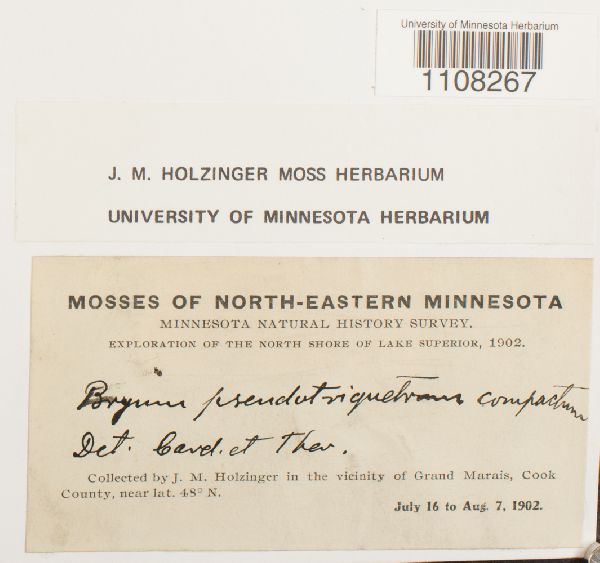 University of Minnesota Herbarium
1108267
J. M. HOLZINGER MOSS HERBARIUM
UNIVERSITY OF MINNESOTA HERBARIUM
MOSSES OF NORTH-EASTERN MINNESOTA
MINNESOTA NATURAL HISTORY SURVEY.
EXPLORATION OF THE NORTH SHORE OF LAKE SUPERIOR, 1902.
Bryum pseudotriquetrum compactum
Det. Card. et Ther.
Collected by J. M. Holzinger in the vicinity of Grand Marais, Cook
County, near lat. 48° N.
July 16 to Aug. 7, 1902.